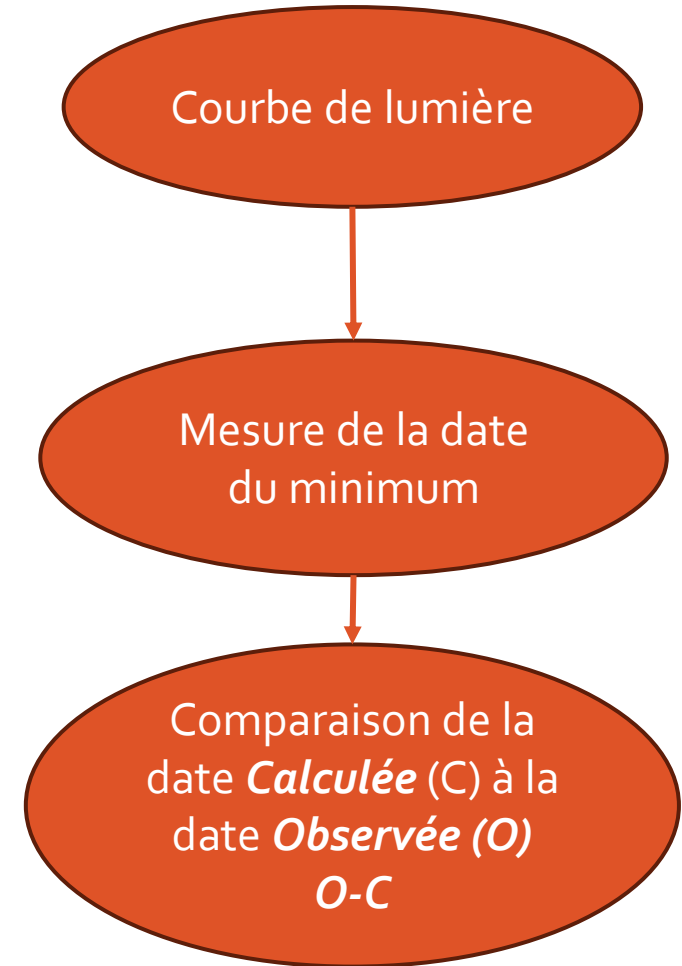 Courbe de lumière
Mesure de la date
du minimum
Comparaison de la
date Calculée (C) à la
date Observée (O)
O-C